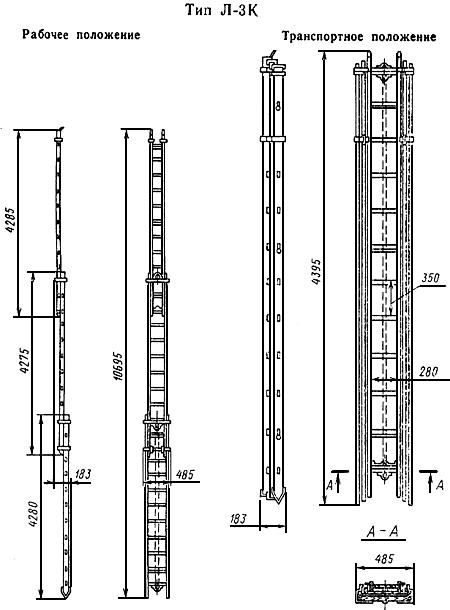 Тип Л-3К
Рабочее положение
Транспортное положение
4285
4275
4280
183
10695
485
4395
350
280
183
А
А
А-А
485